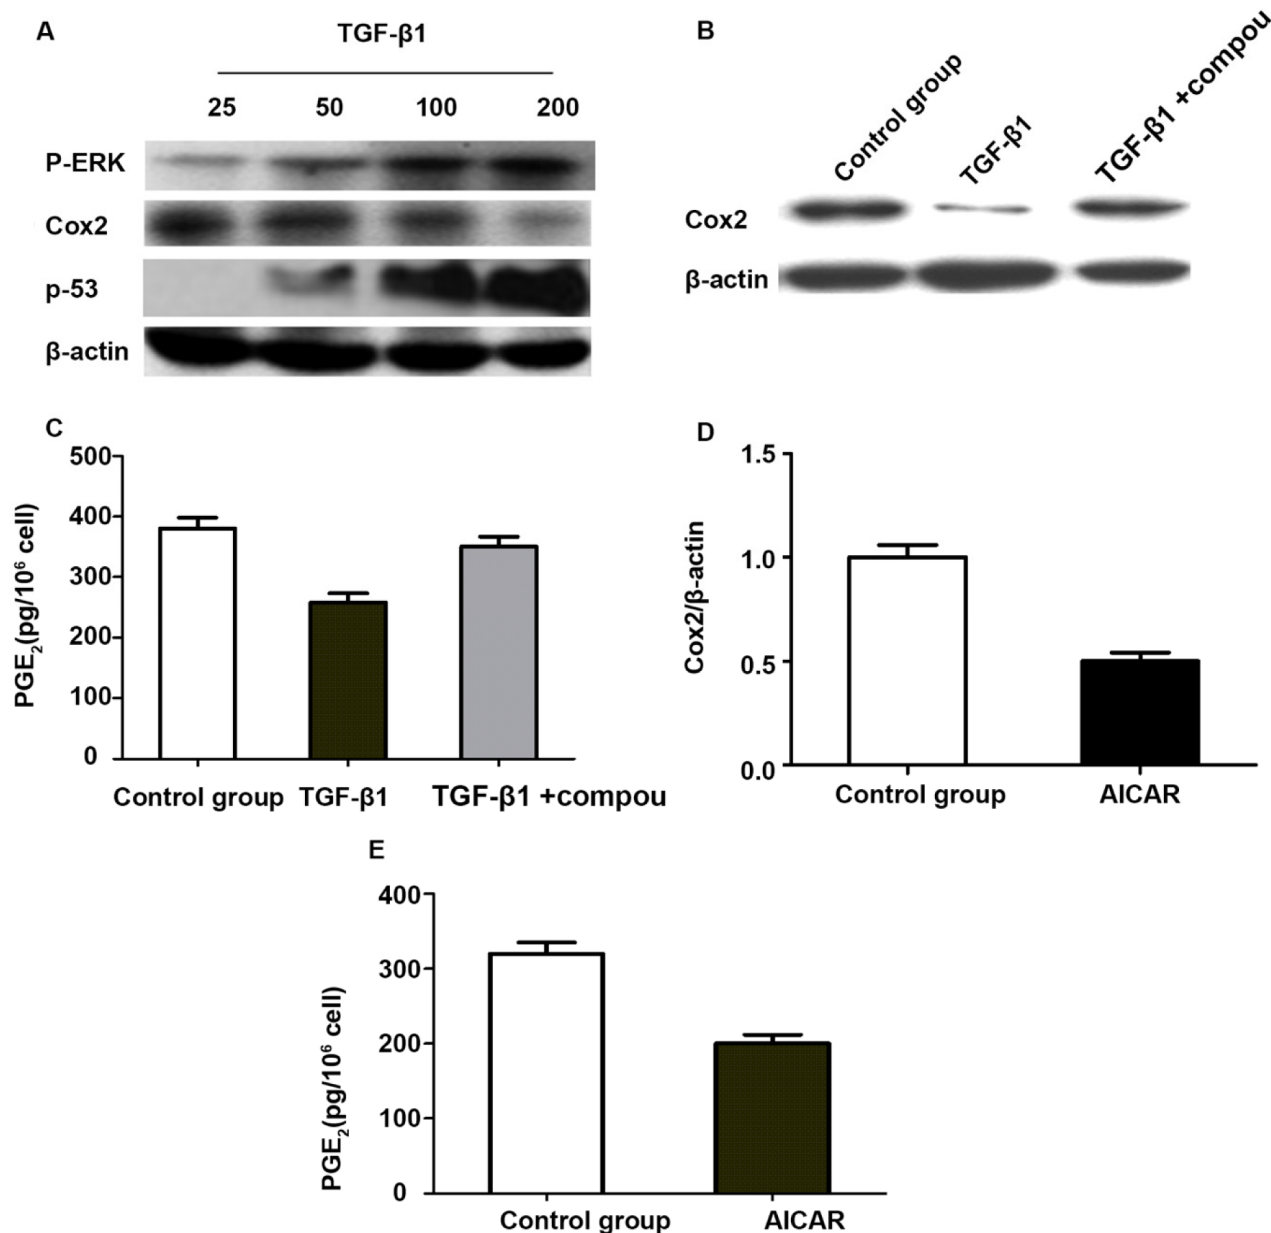 A
TGF-β1
25 50 100 200
P-ERK
Cox2
p-53
β-actin
B
Control group
TGF-β1
TGF-β1 +compou
Cox2
β-actin
C
500
400
300
200
100
0
PGE₂(pg/10⁶ cell)
Control group TGF-β1 TGF-β1 +compou
D
1.5
1.0
0.5
0.0
Cox2/β-actin
Control group AICAR
E
400
300
200
100
0
PGE₂(pg/10⁶ cell)
Control group AICAR